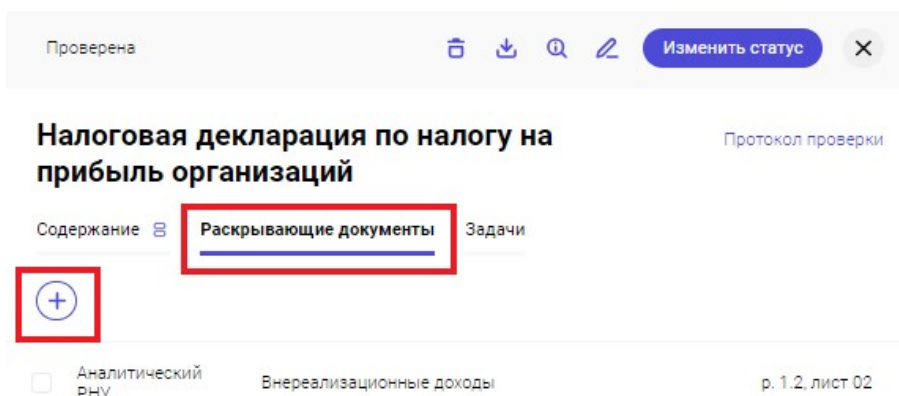 Проверена
Изменить статус
Налоговая декларация по налогу на
прибыль организаций
Протокол проверки
Содержание
Раскрывающие документы
Задачи
Аналитический
РНУ
Внереализационные доходы
р. 1.2, лист 02